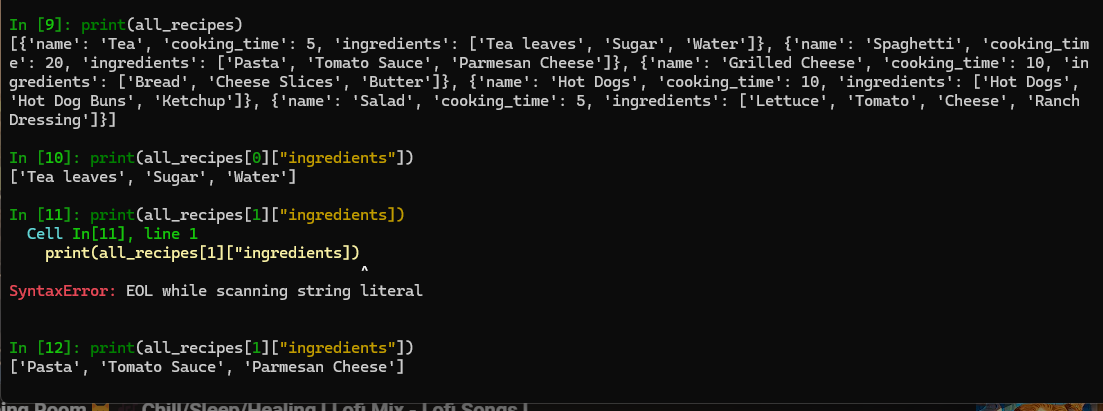 In [9]: print(all_recipes)
[{'name': 'Tea', 'cooking_time': 5, 'ingredients': ['Tea leaves', 'Sugar', 'Water']}, {'name': 'Spaghetti', 'cooking_tim
e': 20, 'ingredients': ['Pasta', 'Tomato Sauce', 'Parmesan Cheese']}, {'name': 'Grilled Cheese', 'cooking_time': 10, 'in
gredients': ['Bread', 'Cheese Slices', 'Butter']}, {'name': 'Hot Dogs', 'cooking_time': 10, 'ingredients': ['Hot Dogs',
'Hot Dog Buns', 'Ketchup']}, {'name': 'Salad', 'cooking_time': 5, 'ingredients': ['Lettuce', 'Tomato', 'Cheese', 'Ranch
Dressing']}]
In [10]: print(all_recipes[0]["ingredients"])
['Tea leaves', 'Sugar', 'Water']
In [11]: print(all_recipes[1]["ingredients])
Cell In[11], line 1
print(all_recipes[1]["ingredients])
^
SyntaxError: EOL while scanning string literal
In [12]: print(all_recipes[1]["ingredients"])
['Pasta', 'Tomato Sauce', 'Parmesan Cheese']
Room Chill/Sleep/Healing | Lofi Mix - Lofi Songs |